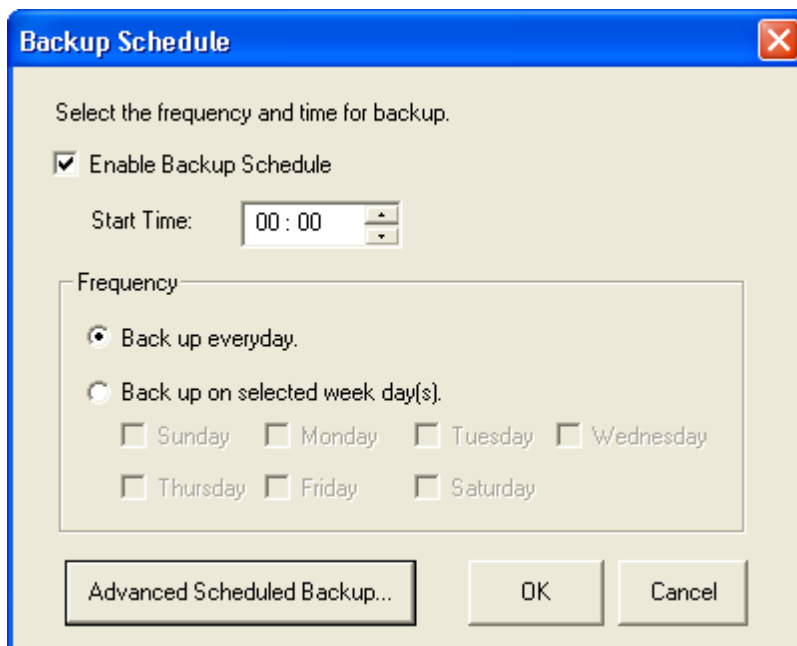 Backup Schedule
Select the frequency and time for backup.
Enable Backup Schedule
Start Time: 00 : 00
Frequency
Back up everyday.
Back up on selected week day(s).
Sunday Monday Tuesday Wednesday
Thursday Friday Saturday
Advanced Scheduled Backup... OK Cancel